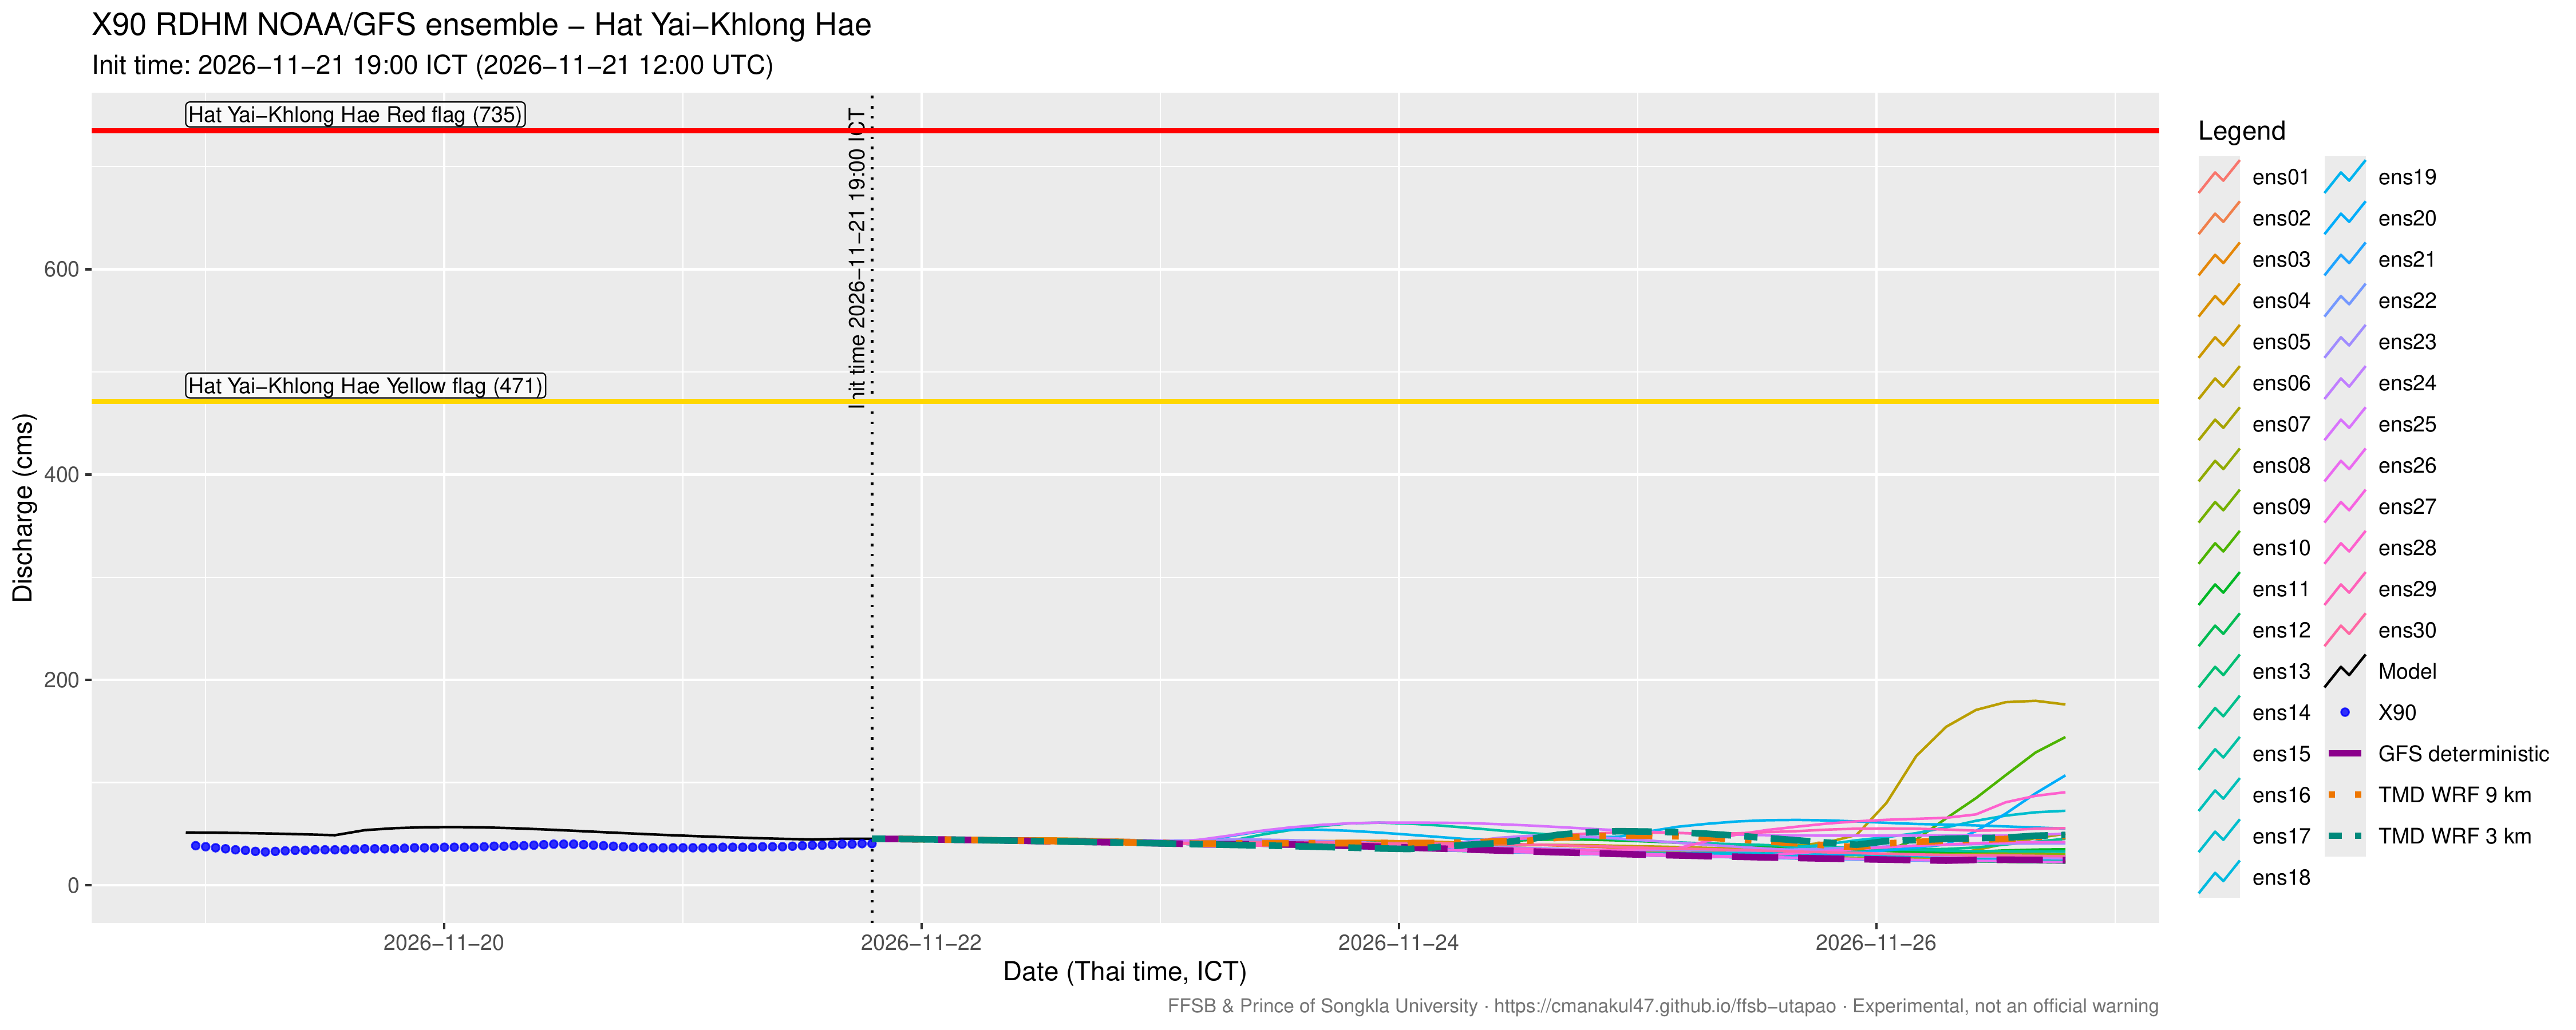 X90 RDHM NOAA/GFS ensemble − Hat Yai−Khlong Hae
Init time: 2026−11−21 19:00 ICT (2026−11−21 12:00 UTC)
Hat Yai−Khlong Hae Red flag (735)
Init time 2026−11−21 19:00 ICT
Hat Yai−Khlong Hae Yellow flag (471)
Discharge (cms)
600
400
200
0
2026−11−20
2026−11−22
2026−11−24
2026−11−26
Date (Thai time, ICT)
Legend
ens01
ens02
ens03
ens04
ens05
ens06
ens07
ens08
ens09
ens10
ens11
ens12
ens13
ens14
ens15
ens16
ens17
ens18
ens19
ens20
ens21
ens22
ens23
ens24
ens25
ens26
ens27
ens28
ens29
ens30
Model
X90
GFS deterministic
TMD WRF 9 km
TMD WRF 3 km
FFSB & Prince of Songkla University · https://cmanakul47.github.io/ffsb−utapao · Experimental, not an official warning